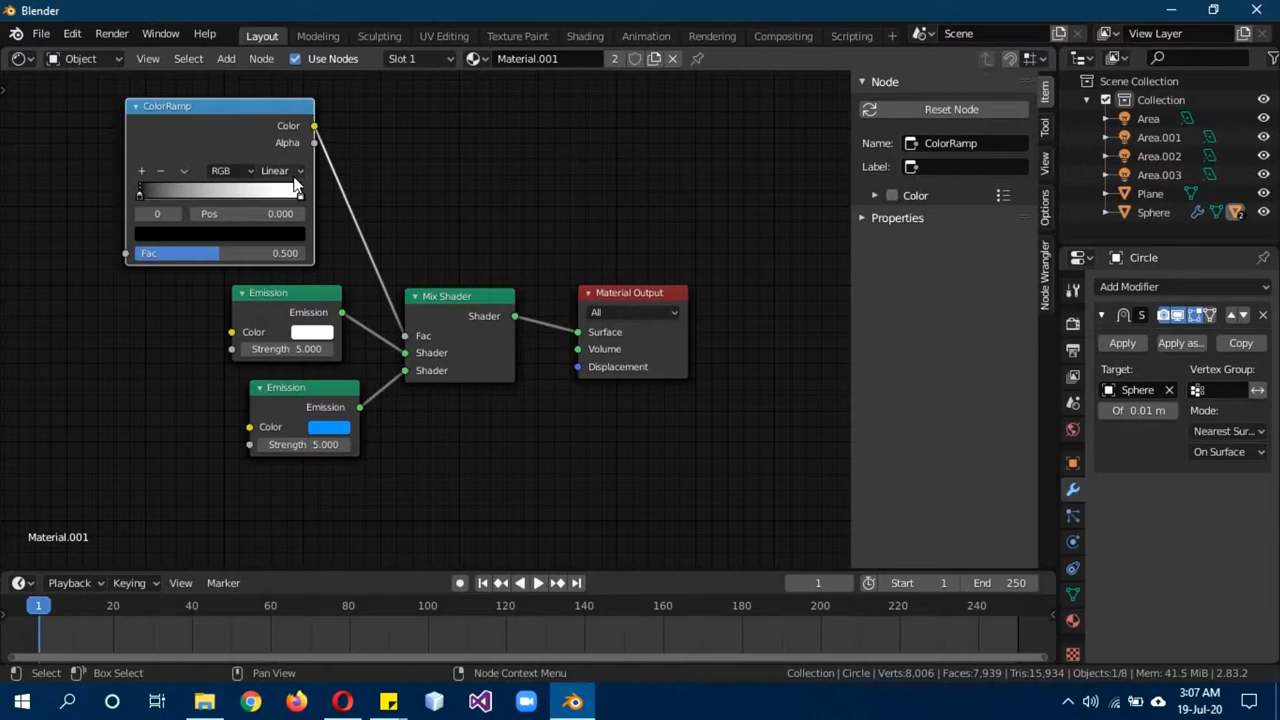 Blender
File Edit Render Window Help Layout Modeling Sculpting UV Editing Texture Paint Shading Animation Rendering Compositing Scripting Scene View Layer
Object View Select Add Node Use Nodes Slot 1 Material.001 2
Scene Collection
Collection
Area
Area.001
Area.002
Area.003
Plane
Sphere 2
ColorRamp
Color
Alpha
RGB Linear
0 Pos 0.000
Fac 0.500
Emission
Emission
Color
Strength 5.000
Emission
Emission
Color
Strength 5.000
Mix Shader
Shader
Fac
Shader
Shader
Material Output
All
Surface
Volume
Displacement
Material.001
Node
Reset Node
Name: ColorRamp
Label:
Color
Properties
Item
Tool
View
Options
Node Wrangler
Circle
Add Modifier
S
Apply Apply as... Copy
Target: Vertex Group:
Sphere
Of 0.01 m Mode:
Nearest Sur...
On Surface
Playback Keying View Marker 1 Start 1 End 250
1 20 40 60 80 100 120 140 160 180 200 220 240
Select Box Select Pan View Node Context Menu Collection | Circle | Verts:8,006 | Faces:7,939 | Tris:15,934 | Objects:1/8 | Mem: 41.5 MiB | 2.83.2
3:07 AM
19-Jul-20